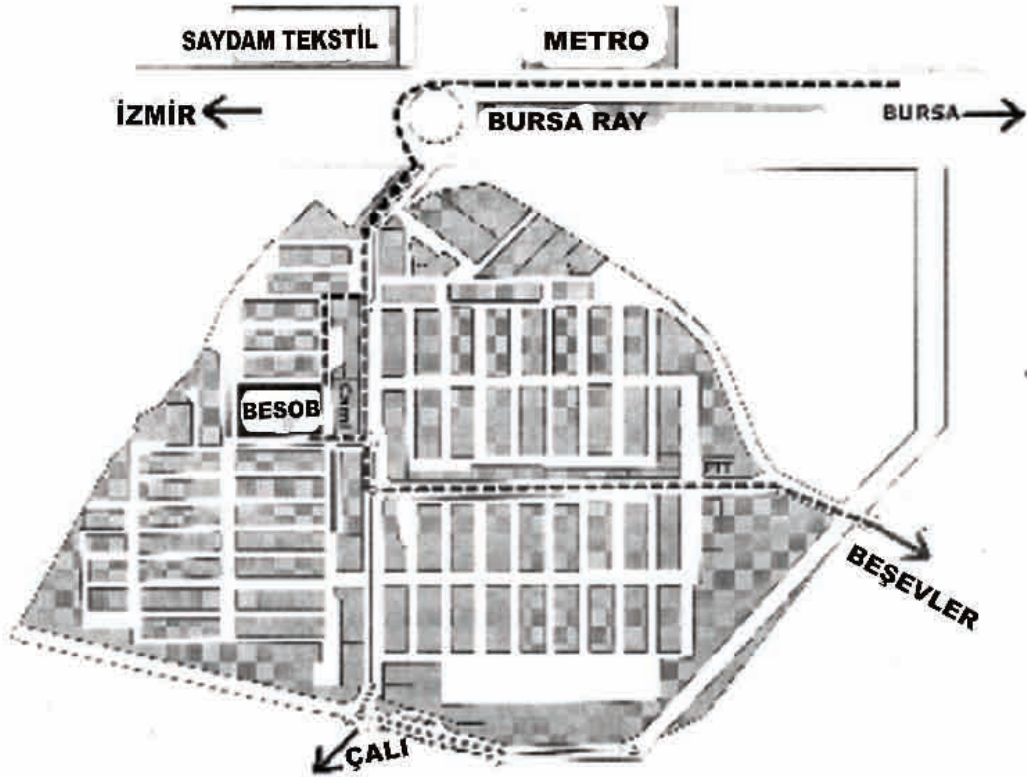 SAYDAM TEKSTİL
METRO
İZMİR
BURSA RAY
BURSA
BESOB
Cami
PTT
BEŞEVLER
ÇALI